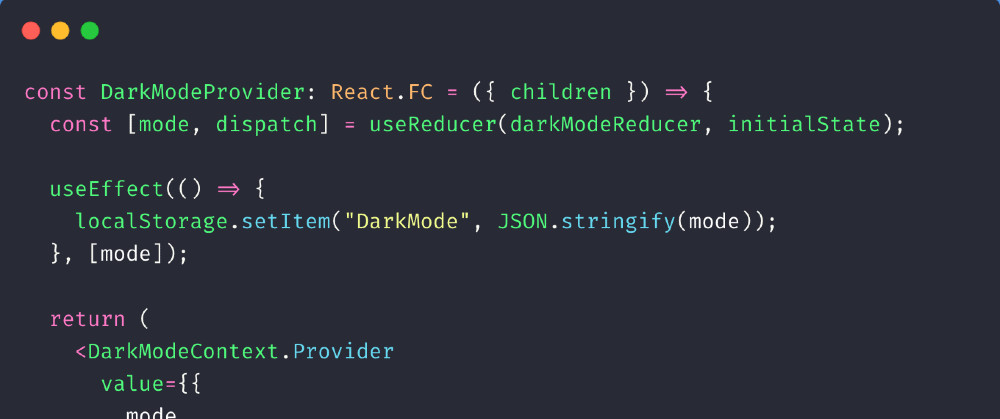 const DarkModeProvider: React.FC = ({ children }) => {
  const [mode, dispatch] = useReducer(darkModeReducer, initialState);

  useEffect(() => {
    localStorage.setItem("DarkMode", JSON.stringify(mode));
  }, [mode]);

  return (
    <DarkModeContext.Provider
      value={{
        mode